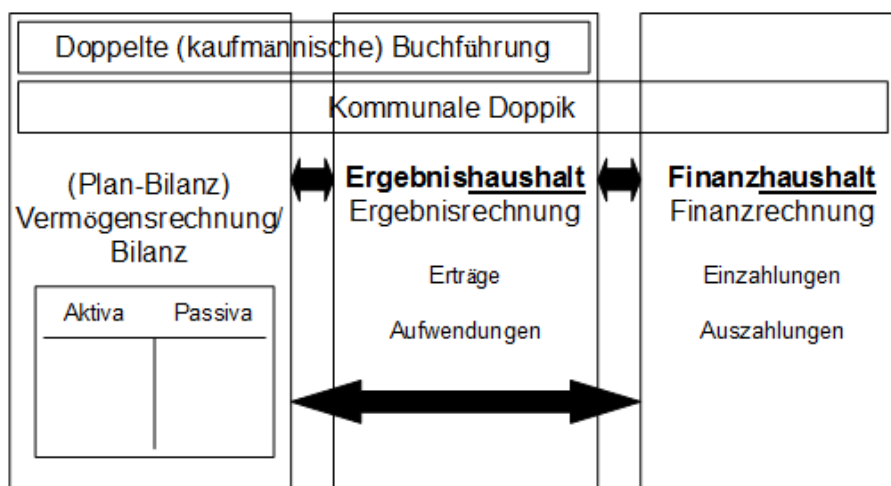 Doppelte (kaufmännische) Buchführung
Kommunale Doppik
(Plan-Bilanz)
Vermögensrechnung/
Bilanz
Aktiva Passiva
Ergebnishaushalt
Ergebnisrechnung
Erträge
Aufwendungen
Finanzhaushalt
Finanzrechnung
Einzahlungen
Auszahlungen